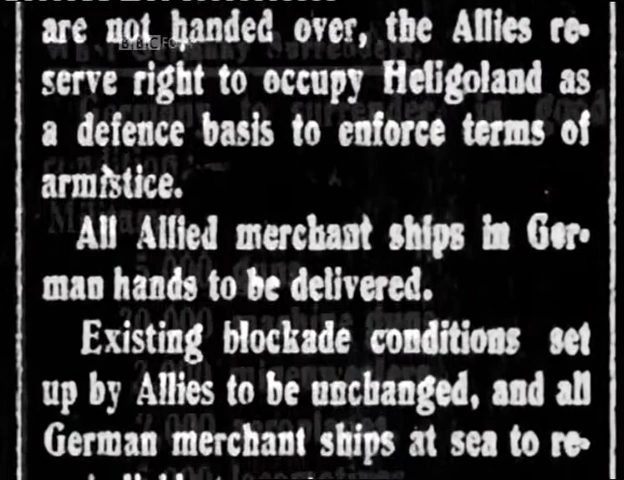 are not handed over, the Allies re-
BBC FO
serve right to occupy Heligoland as
a defence basis to enforce terms of
armistice.
All Allied merchant ships in Ger-
man hands to be delivered.
Existing blockade conditions set
up by Allies to be unchanged, and all
German merchant ships at sea to re-